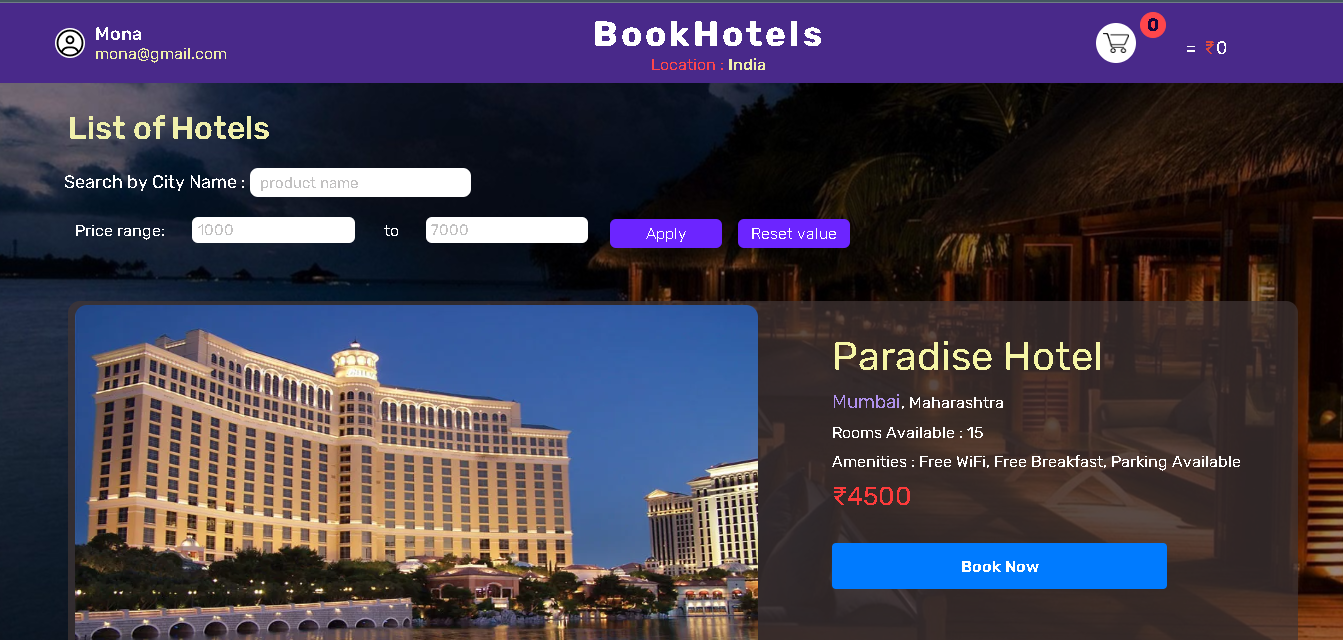 Mona
mona@gmail.com
BookHotels
Location : India
0
= ₹0
List of Hotels
Search by City Name : product name
Price range: 1000 to 7000 Apply Reset value
Paradise Hotel
Mumbai, Maharashtra
Rooms Available : 15
Amenities : Free WiFi, Free Breakfast, Parking Available
₹4500
Book Now